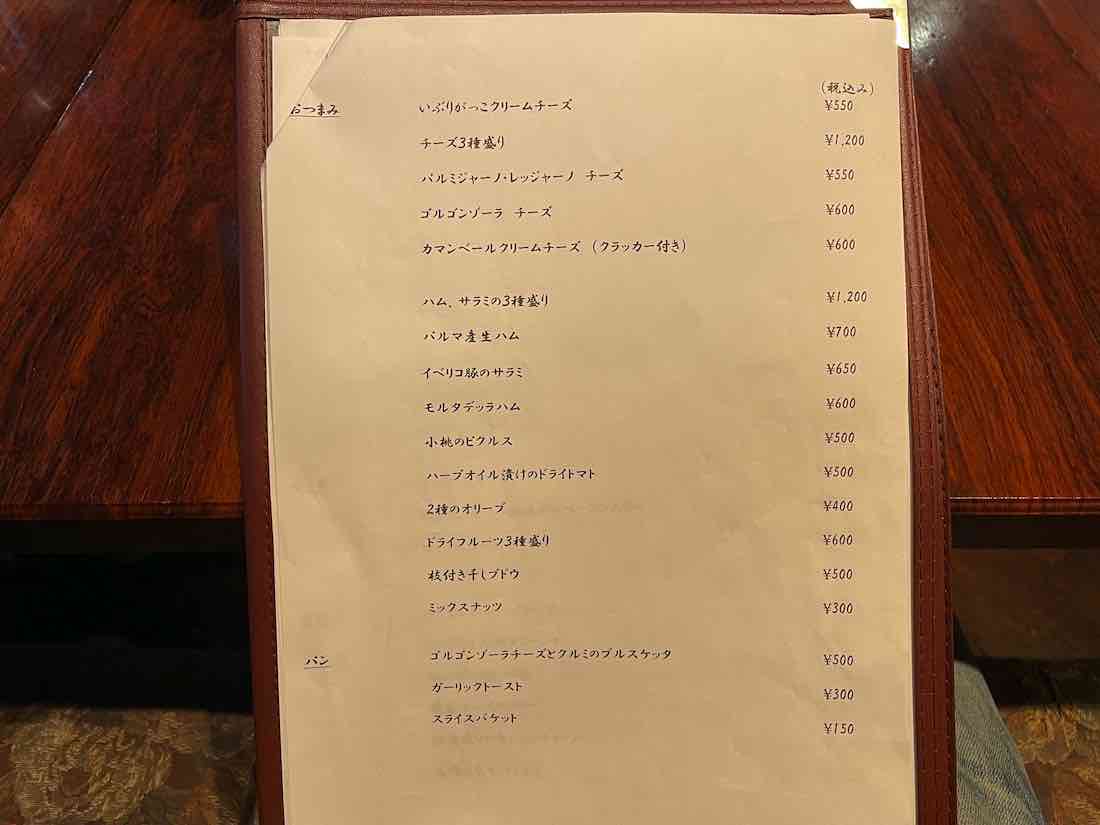 (税込み)
おつまみ いぶりがっこクリームチーズ ¥550
チーズ3種盛り ¥1,200
パルミジャーノ・レッジャーノ チーズ ¥550
ゴルゴンゾーラ チーズ ¥600
カマンベールクリームチーズ (クラッカー付き) ¥600
ハム、サラミの3種盛り ¥1,200
パルマ産生ハム ¥700
イベリコ豚のサラミ ¥650
モルタデッラハム ¥600
小桃のピクルス ¥500
ハーブオイル漬けのドライトマト ¥500
2種のオリーブ ¥400
ドライフルーツ3種盛り ¥600
枝付き干しブドウ ¥500
ミックスナッツ ¥300
パン ゴルゴンゾーラチーズとクルミのブルスケッタ ¥500
ガーリックトースト ¥300
スライスバケット ¥150